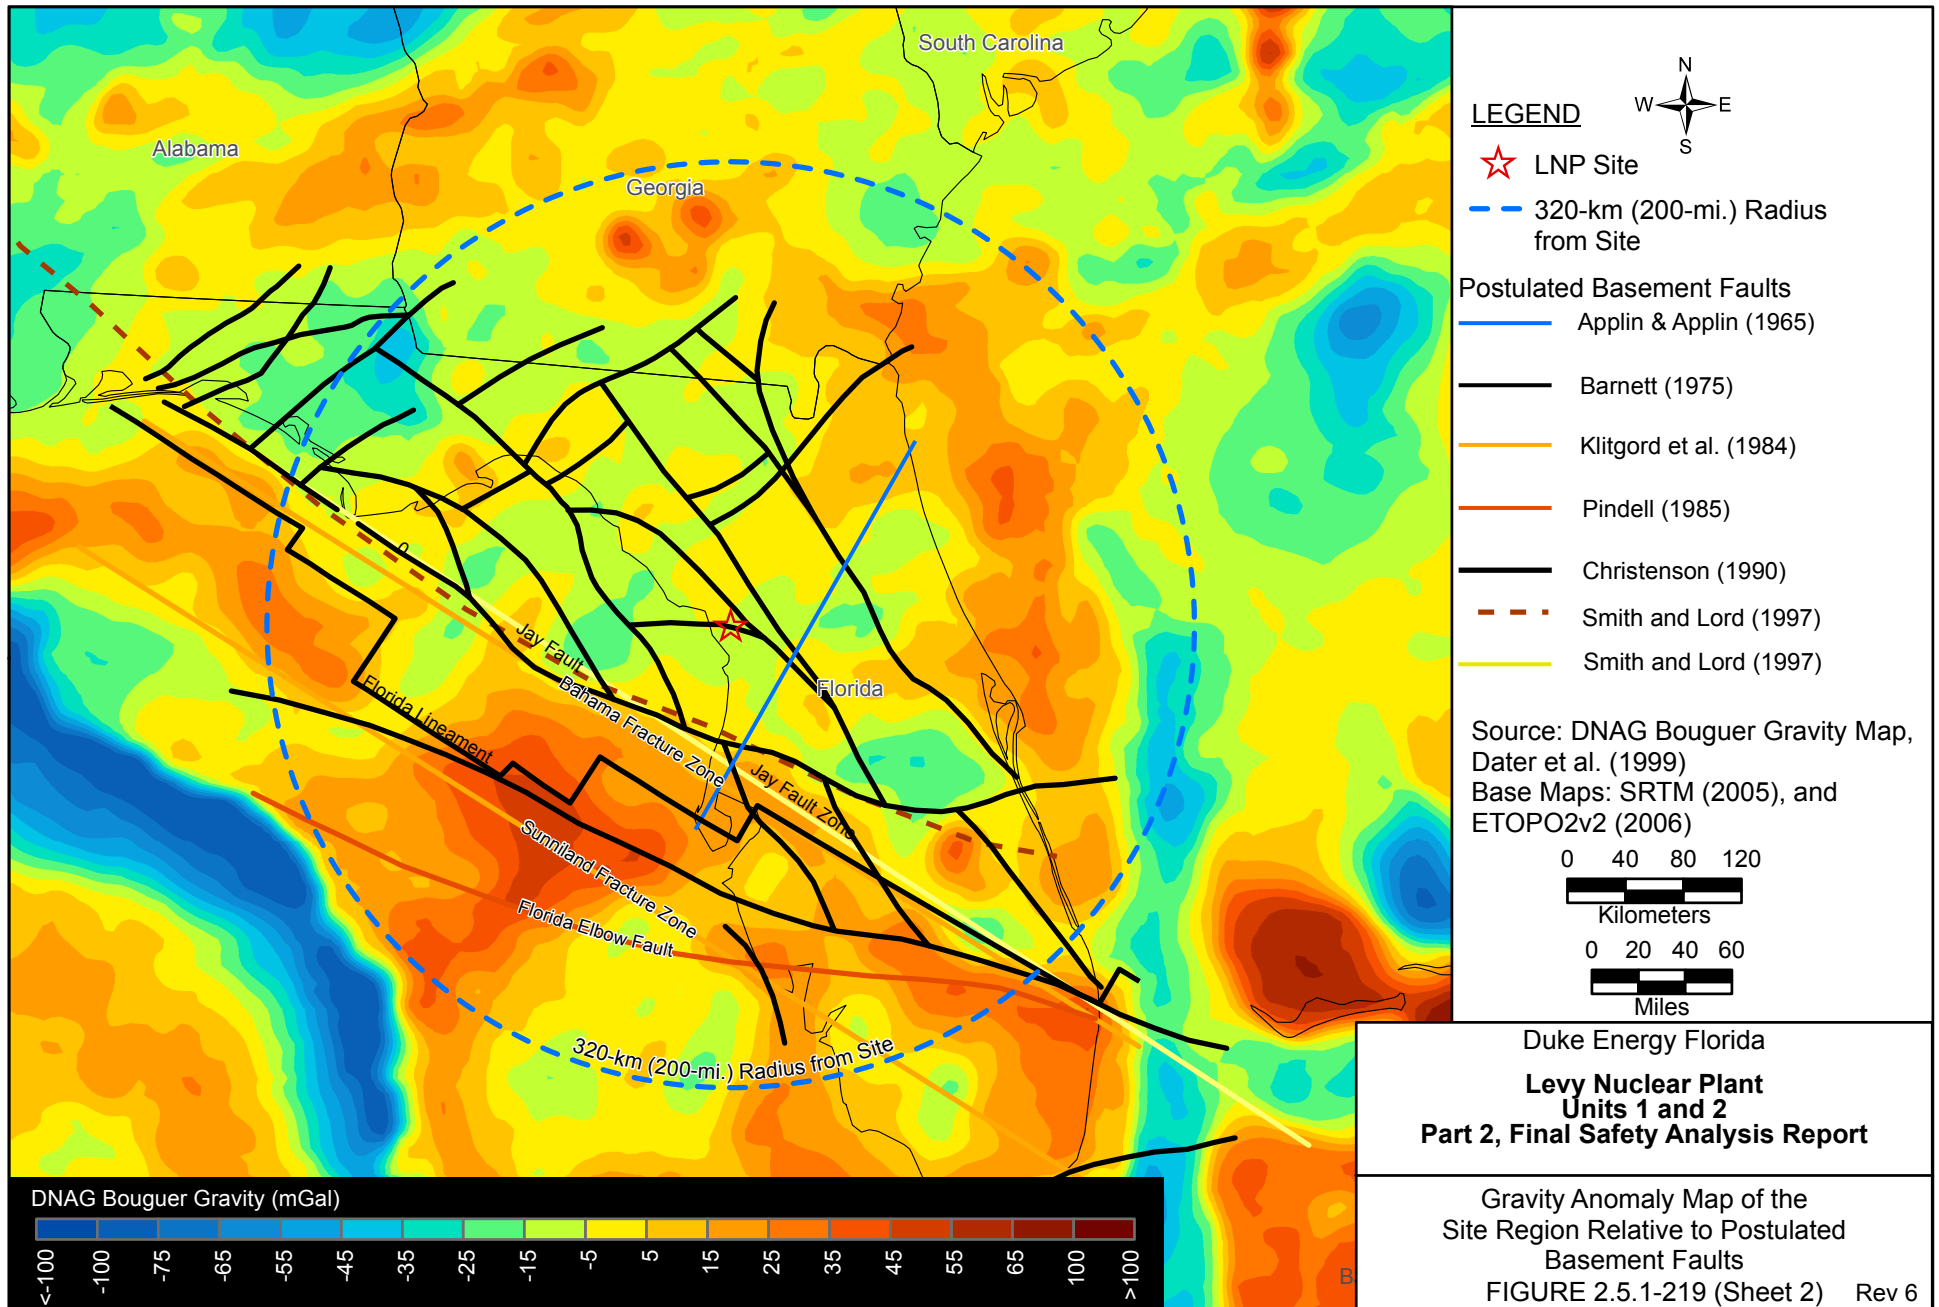 South Carolina
Alabama
Georgia
Florida
0
Jay Fault
Bahama Fracture Zone
Florida Lineament
Jay Fault Zone
Sunniland Fracture Zone
Florida Elbow Fault
320-km (200-mi.) Radius from Site
B
DNAG Bouguer Gravity (mGal)
<-100 -100 -75 -65 -55 -45 -35 -25 -15 -5 5 15 25 35 45 55 65 100 >100
N
W E
S
LEGEND
LNP Site
320-km (200-mi.) Radius
from Site
Postulated Basement Faults
Applin & Applin (1965)
Barnett (1975)
Klitgord et al. (1984)
Pindell (1985)
Christenson (1990)
Smith and Lord (1997)
Smith and Lord (1997)
Source: DNAG Bouguer Gravity Map,
Dater et al. (1999)
Base Maps: SRTM (2005), and
ETOPO2v2 (2006)
0 40 80 120
Kilometers
0 20 40 60
Miles
Duke Energy Florida
Levy Nuclear Plant
Units 1 and 2
Part 2, Final Safety Analysis Report
Gravity Anomaly Map of the
Site Region Relative to Postulated
Basement Faults
FIGURE 2.5.1-219 (Sheet 2) Rev 6